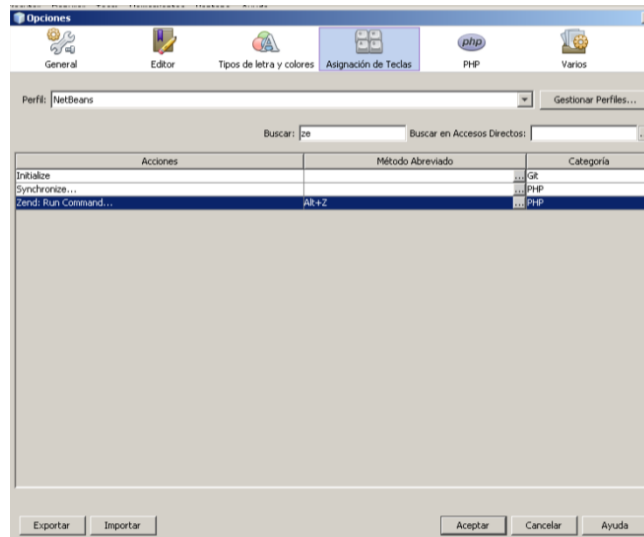 Opciones
General Editor Tipos de letra y colores Asignación de Teclas PHP Varios
php
Perfil: NetBeans Gestionar Perfiles...
Buscar: ze Buscar en Accesos Directos:
Acciones Método Abreviado Categoría
Initialize ... Git
Synchronize... ... PHP
Zend: Run Command... Alt+Z ... PHP
Exportar Importar Aceptar Cancelar Ayuda